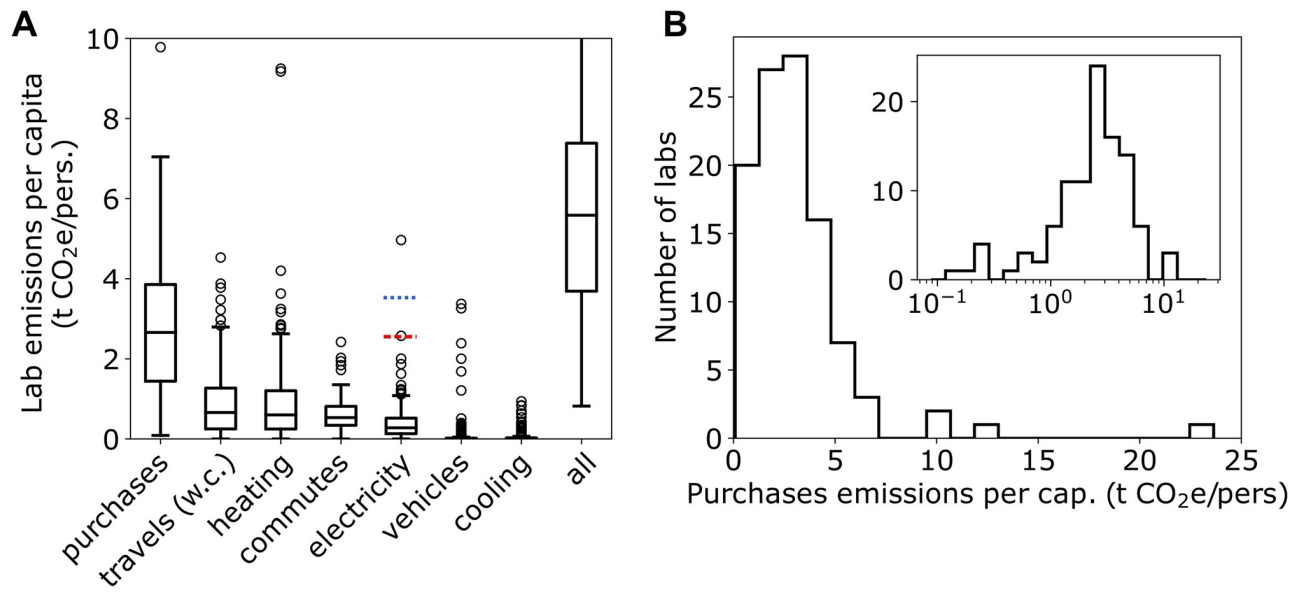 A
Lab emissions per capita
(t CO₂e/pers.)
10
8
6
4
2
0
purchases
travels (w.c.)
heating
commutes
electricity
vehicles
cooling
all
B
Number of labs
25
20
15
10
5
0
0 5 10 15 20 25
Purchases emissions per cap. (t CO₂e/pers)
20
10
0
10⁻¹ 10⁰ 10¹